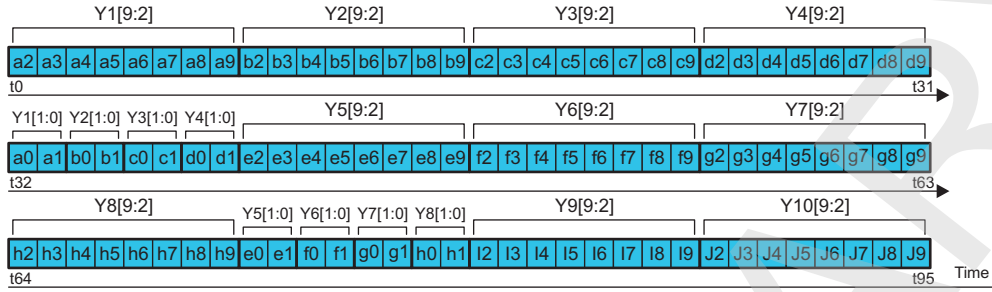 Y1[9:2] Y2[9:2] Y3[9:2] Y4[9:2]
a2 a3 a4 a5 a6 a7 a8 a9 b2 b3 b4 b5 b6 b7 b8 b9 c2 c3 c4 c5 c6 c7 c8 c9 d2 d3 d4 d5 d6 d7 d8 d9
t0 t31
Y1[1:0] Y2[1:0] Y3[1:0] Y4[1:0] Y5[9:2] Y6[9:2] Y7[9:2]
a0 a1 b0 b1 c0 c1 d0 d1 e2 e3 e4 e5 e6 e7 e8 e9 f2 f3 f4 f5 f6 f7 f8 f9 g2 g3 g4 g5 g6 g7 g8 g9
t32 t63
Y8[9:2] Y5[1:0] Y6[1:0] Y7[1:0] Y8[1:0] Y9[9:2] Y10[9:2]
h2 h3 h4 h5 h6 h7 h8 h9 e0 e1 f0 f1 g0 g1 h0 h1 I2 I3 I4 I5 I6 I7 I8 I9 J2 J3 J4 J5 J6 J7 J8 J9
t64 t95 Time